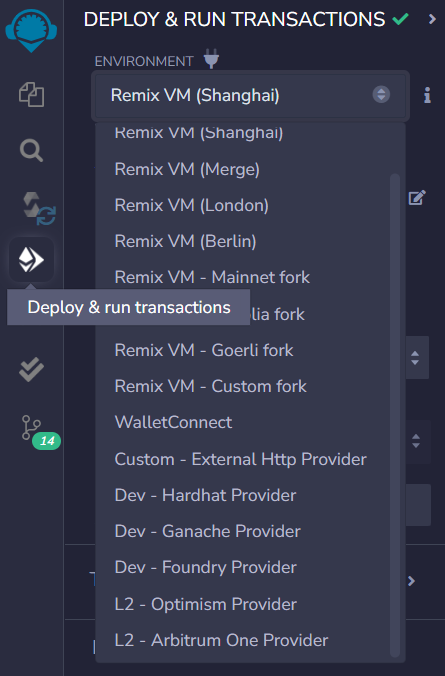 DEPLOY & RUN TRANSACTIONS
ENVIRONMENT
Remix VM (Shanghai)
Remix VM (Shanghai)
Remix VM (Merge)
Remix VM (London)
Remix VM (Berlin)
Remix VM - Mainnet fork
Deploy & run transactions
lia fork
Remix VM - Goerli fork
Remix VM - Custom fork
WalletConnect
14
Custom - External Http Provider
Dev - Hardhat Provider
Dev - Ganache Provider
Dev - Foundry Provider
L2 - Optimism Provider
L2 - Arbitrum One Provider